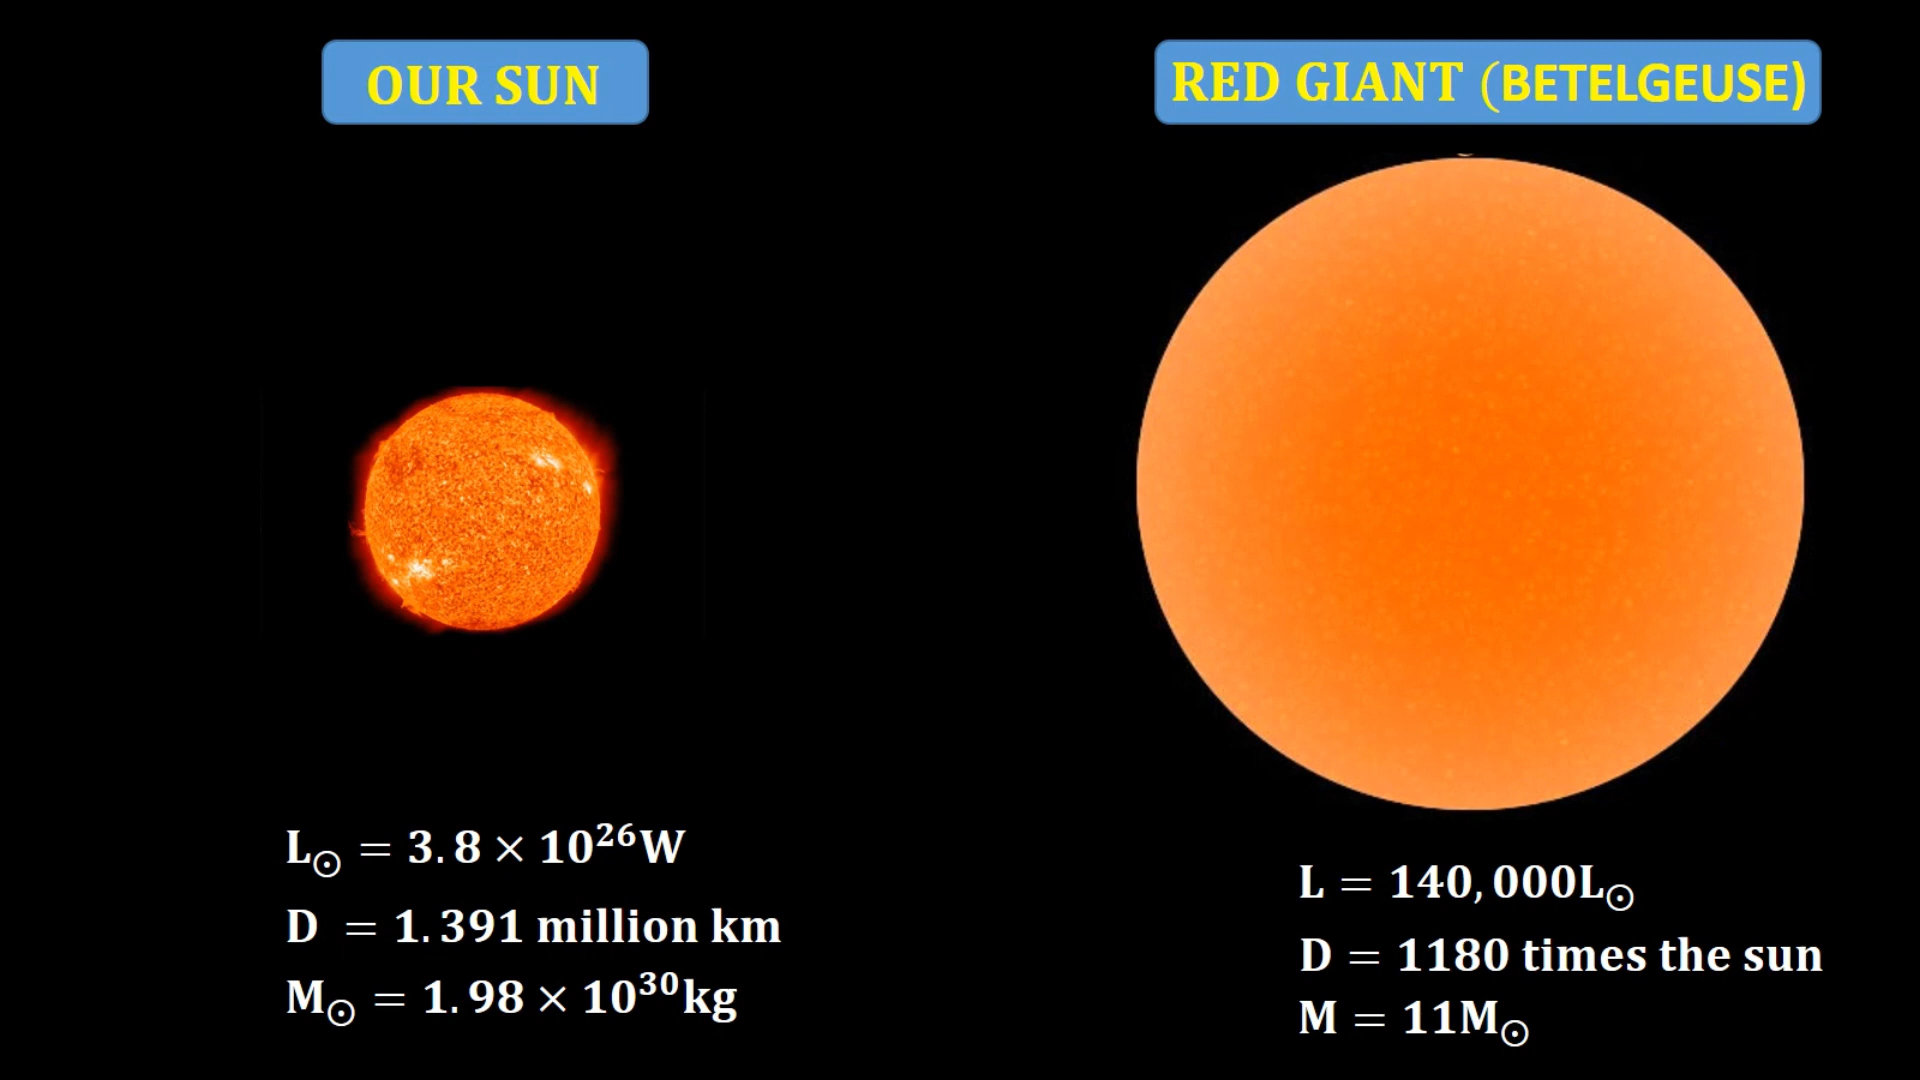 OUR SUN
RED GIANT (BETELGEUSE)
L⊙ = 3.8 × 10²⁶W
D = 1.391 million km
M⊙ = 1.98 × 10³⁰kg
L = 140,000L⊙
D = 1180 times the sun
M = 11M⊙